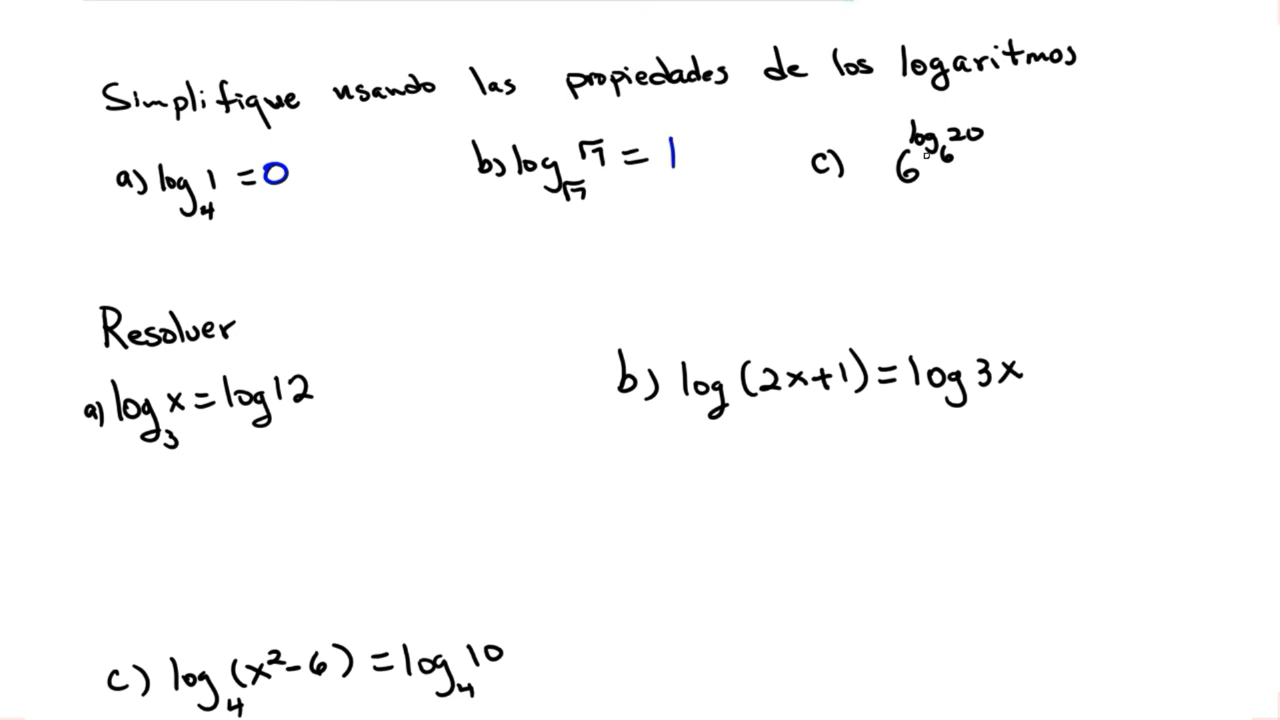 Simplifique usando las propiedades de los logaritmos
a) log₄ 1 = 0 b) log_√7 √7 = 1 c) 6^log₆ 20
Resolver
a) log₃ x = log 12 b) log (2x+1) = log 3x
c) log₄ (x²-6) = log₄ 10